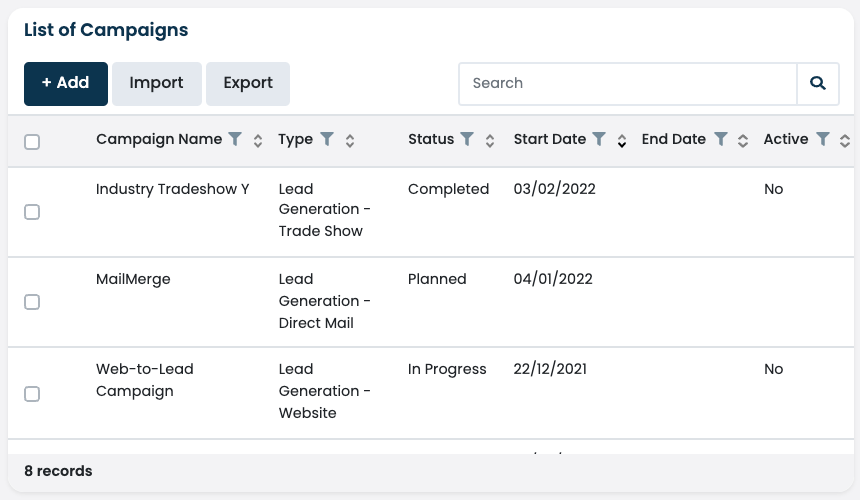 List of Campaigns
+ Add Import Export Search
Campaign Name Type Status Start Date End Date Active
Industry Tradeshow Y Lead Completed 03/02/2022 No
Generation -
Trade Show
MailMerge Lead Planned 04/01/2022
Generation -
Direct Mail
Web-to-Lead Lead In Progress 22/12/2021 No
Campaign Generation -
Website
8 records